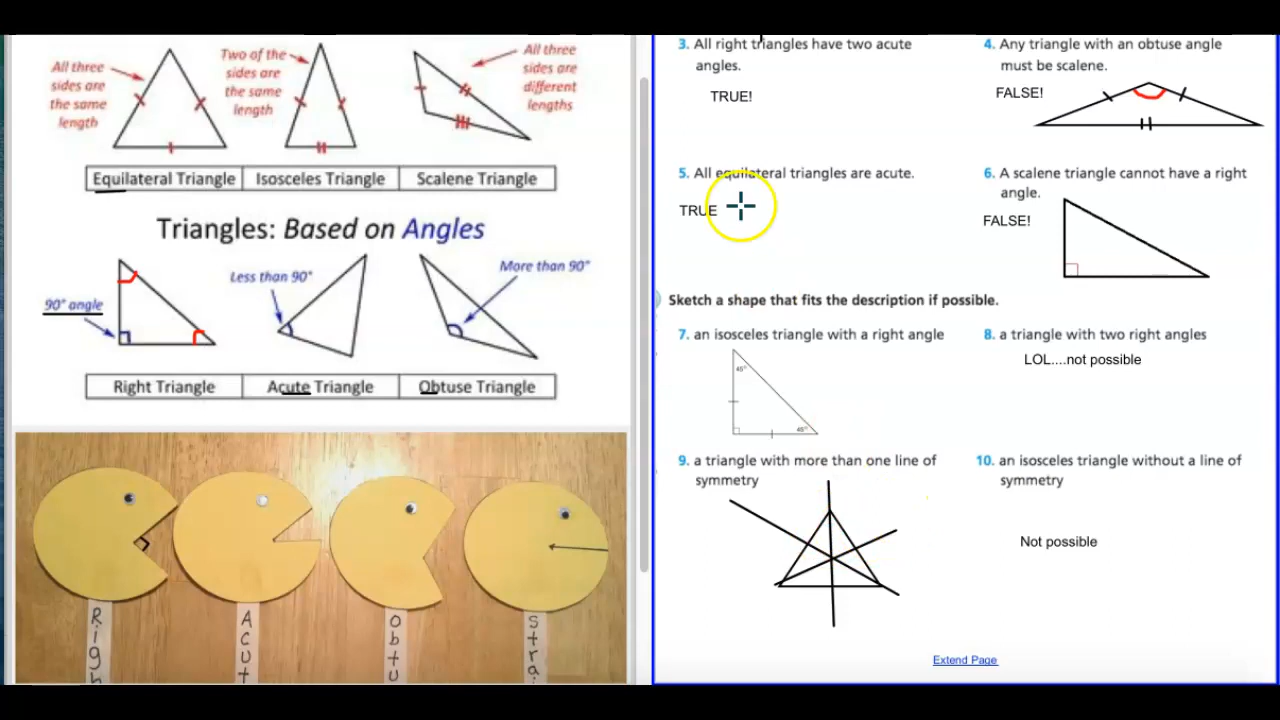 All three
sides are
the same
length
Two of the
sides are
the same
length
All three
sides are
different
lengths
Equilateral Triangle
Isosceles Triangle
Scalene Triangle
Triangles: Based on Angles
90° angle
Less than 90°
More than 90°
Right Triangle
Acute Triangle
Obtuse Triangle
Righ
Acut
Obtu
Strai
3. All right triangles have two acute
angles.
TRUE!
4. Any triangle with an obtuse angle
must be scalene.
FALSE!
5. All equilateral triangles are acute.
TRUE
6. A scalene triangle cannot have a right
angle.
FALSE!
Sketch a shape that fits the description if possible.
7. an isosceles triangle with a right angle
45°
45°
8. a triangle with two right angles
LOL....not possible
9. a triangle with more than one line of
symmetry
10. an isosceles triangle without a line of
symmetry
Not possible
Extend Page